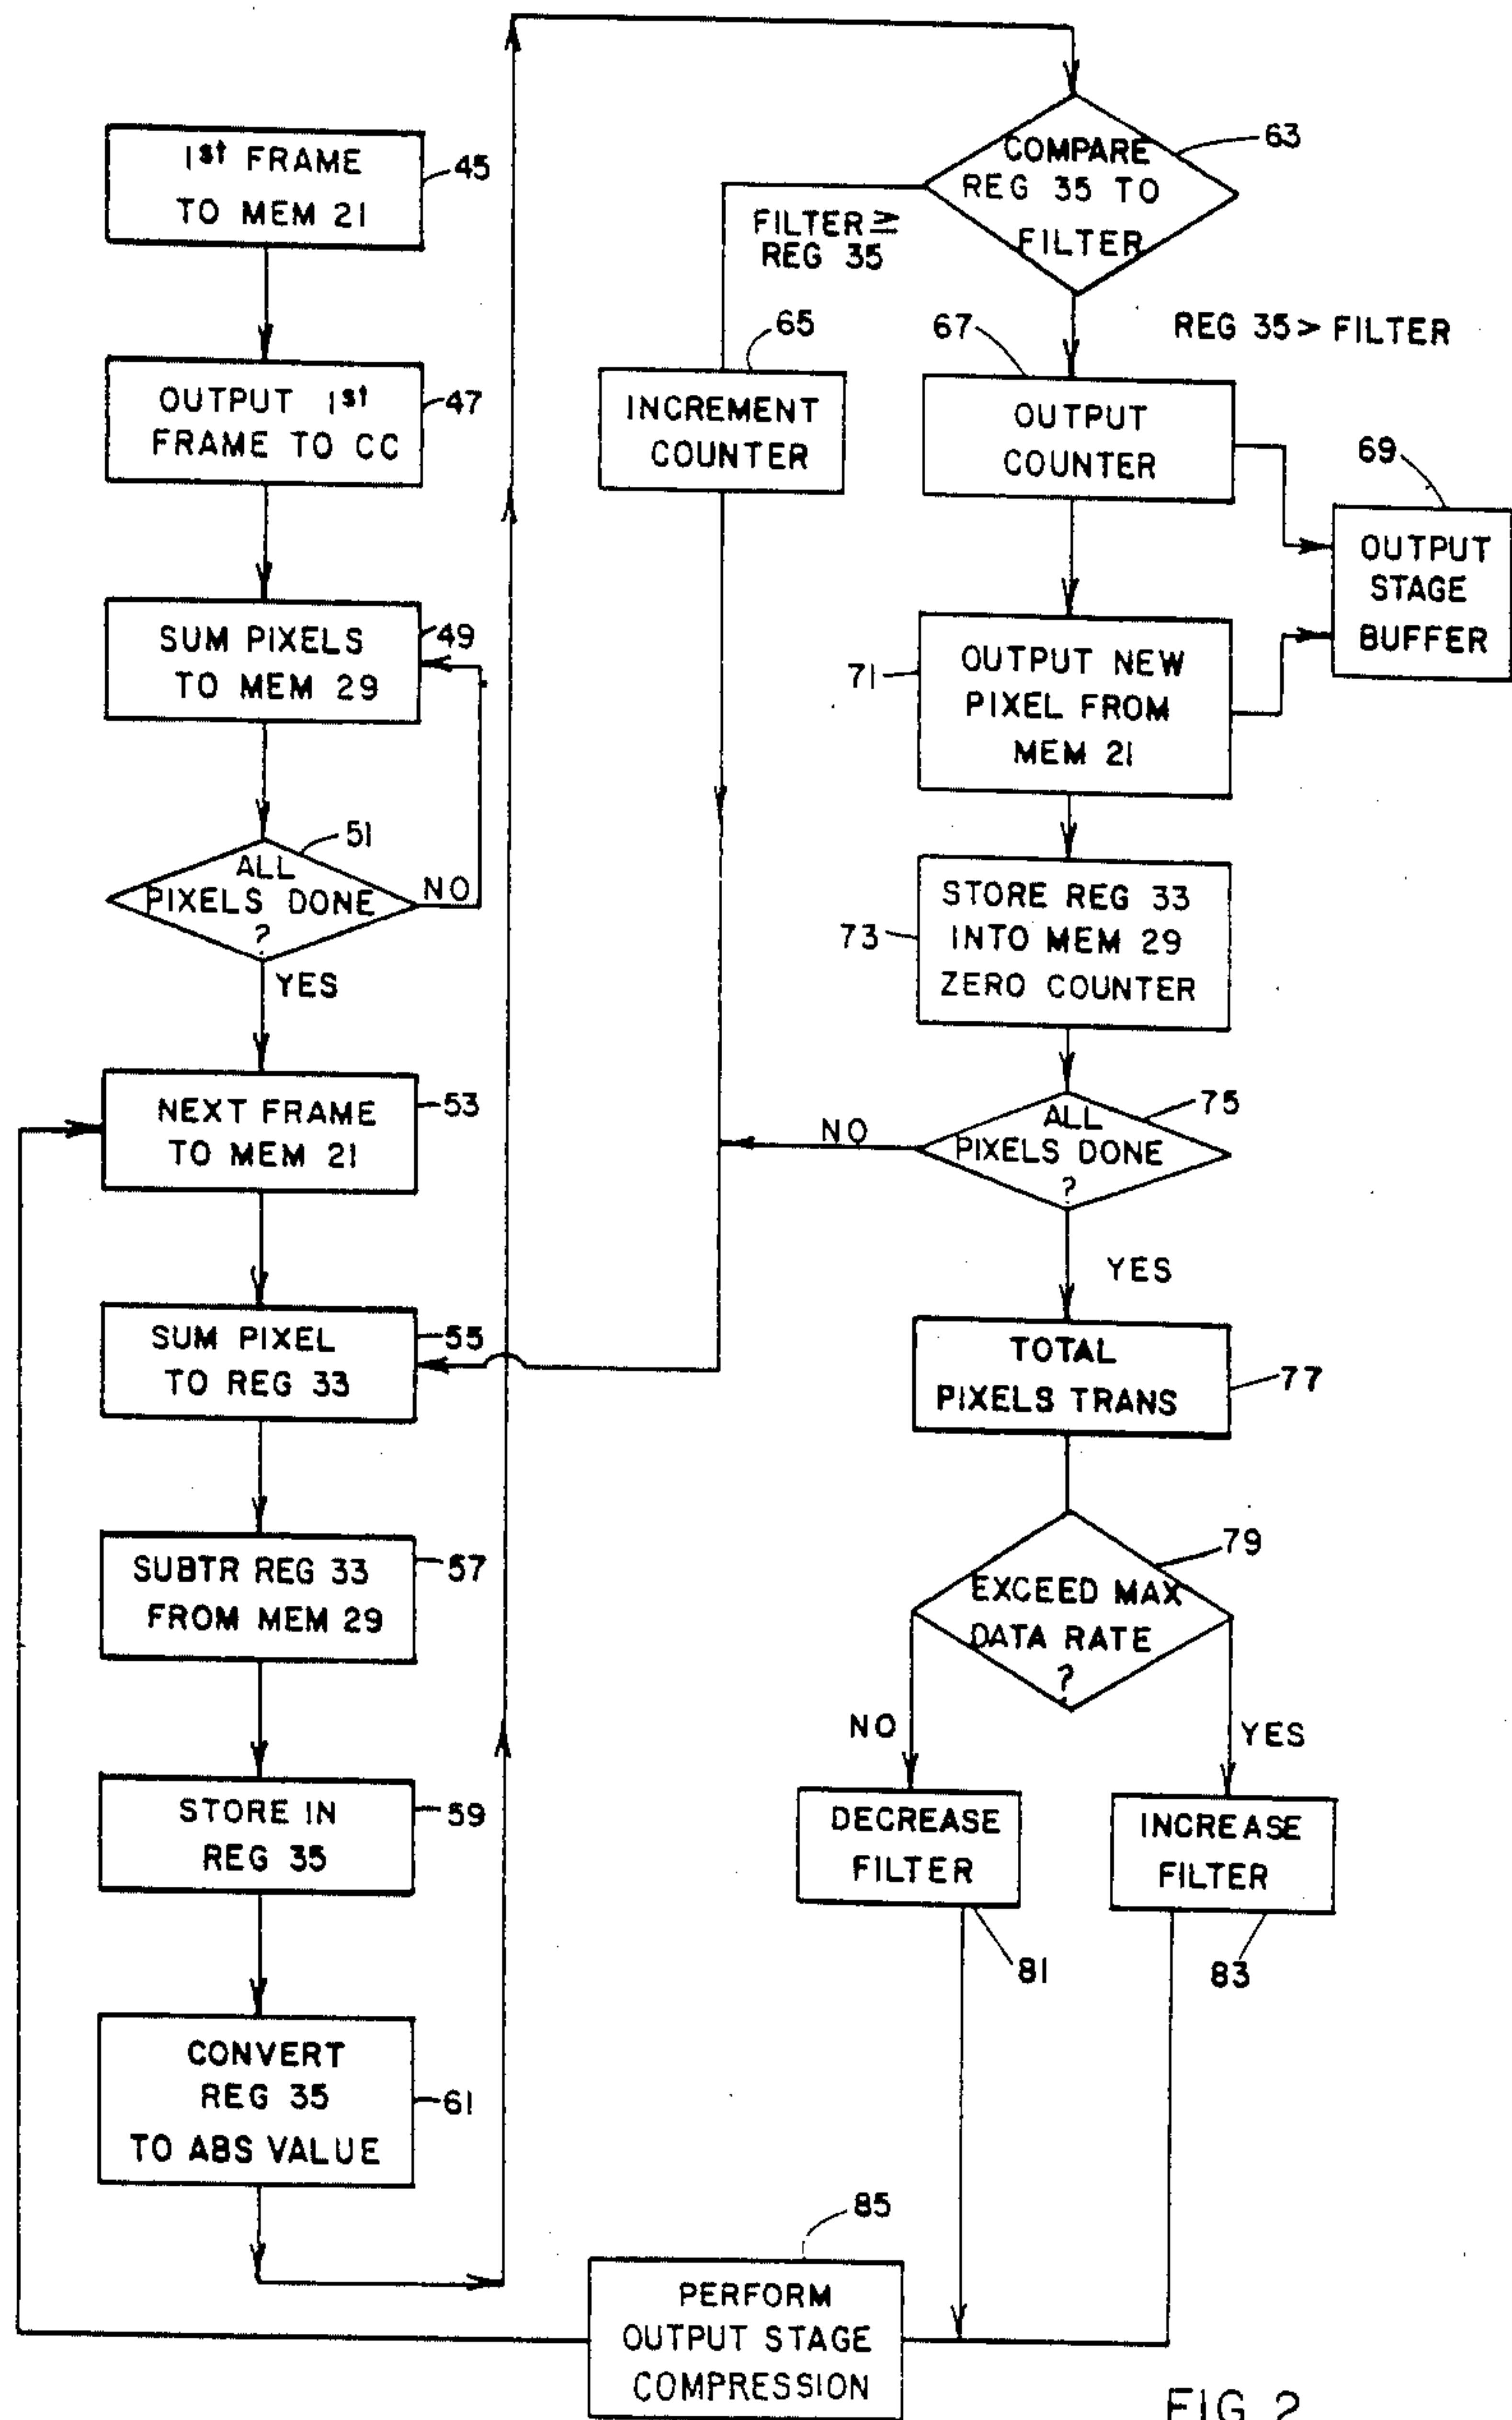 1st FRAME
TO MEM 21
45
OUTPUT 1st
FRAME TO CC
47
SUM PIXELS
TO MEM 29
49
51
ALL
PIXELS DONE
?
NO
YES
NEXT FRAME
TO MEM 21
53
SUM PIXEL
TO REG 33
55
SUBTR REG 33
FROM MEM 29
57
STORE IN
REG 35
59
CONVERT
REG 35
TO ABS VALUE
61
COMPARE
REG 35 TO
FILTER
63
FILTER ≥
REG 35
REG 35 > FILTER
65
INCREMENT
COUNTER
67
OUTPUT
COUNTER
69
OUTPUT
STAGE
BUFFER
71
OUTPUT NEW
PIXEL FROM
MEM 21
73
STORE REG 33
INTO MEM 29
ZERO COUNTER
75
ALL
PIXELS DONE
?
NO
YES
TOTAL
PIXELS TRANS
77
79
EXCEED MAX
DATA RATE
?
NO
YES
DECREASE
FILTER
81
INCREASE
FILTER
83
85
PERFORM
OUTPUT STAGE
COMPRESSION
FIG 2